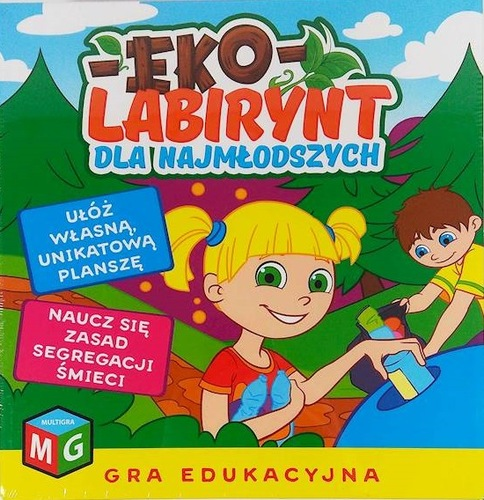 -EKO-
LABIRYNT
DLA NAJMŁODSZYCH
UŁÓŻ
WŁASNĄ,
UNIKATOWĄ
PLANSZĘ
NAUCZ SIĘ
ZASAD
SEGREGACJI
ŚMIECI
MULTIGRA
MG
GRA EDUKACYJNA